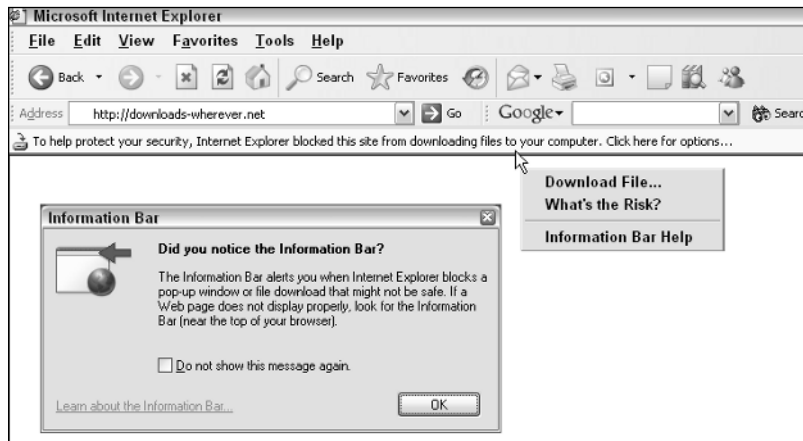 Microsoft Internet Explorer
File Edit View Favorites Tools Help
Back Search Favorites
Address http://downloads-wherever.net Go Google Searc
To help protect your security, Internet Explorer blocked this site from downloading files to your computer. Click here for options...
Download File...
What's the Risk?
Information Bar Help
Information Bar
Did you notice the Information Bar?
The Information Bar alerts you when Internet Explorer blocks a
pop-up window or file download that might not be safe. If a
Web page does not display properly, look for the Information
Bar (near the top of your browser).
Do not show this message again.
Learn about the Information Bar...
OK